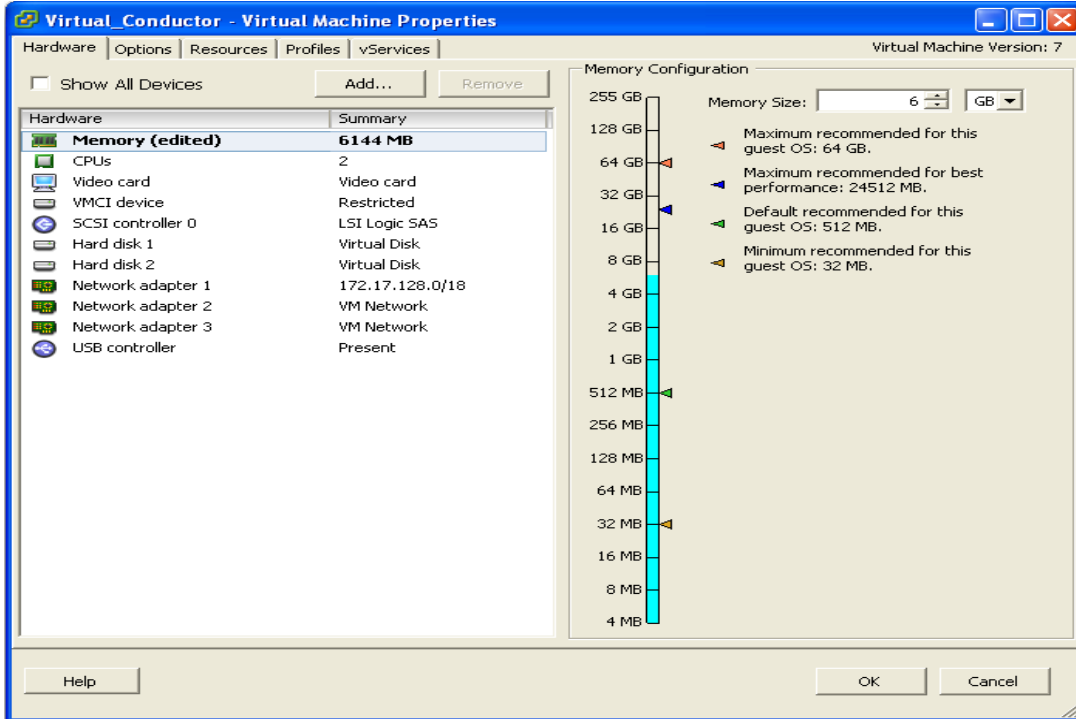 Virtual_Conductor - Virtual Machine Properties
Hardware Options Resources Profiles vServices Virtual Machine Version: 7
Show All Devices Add... Remove
Hardware Summary
Memory (edited) 6144 MB
CPUs 2
Video card Video card
VMCI device Restricted
SCSI controller 0 LSI Logic SAS
Hard disk 1 Virtual Disk
Hard disk 2 Virtual Disk
Network adapter 1 172.17.128.0/18
Network adapter 2 VM Network
Network adapter 3 VM Network
USB controller Present
Memory Configuration
Memory Size: 6 GB
255 GB
128 GB
64 GB
32 GB
16 GB
8 GB
4 GB
2 GB
1 GB
512 MB
256 MB
128 MB
64 MB
32 MB
16 MB
8 MB
4 MB
Maximum recommended for this
guest OS: 64 GB.
Maximum recommended for best
performance: 24512 MB.
Default recommended for this
guest OS: 512 MB.
Minimum recommended for this
guest OS: 32 MB.
Help OK Cancel